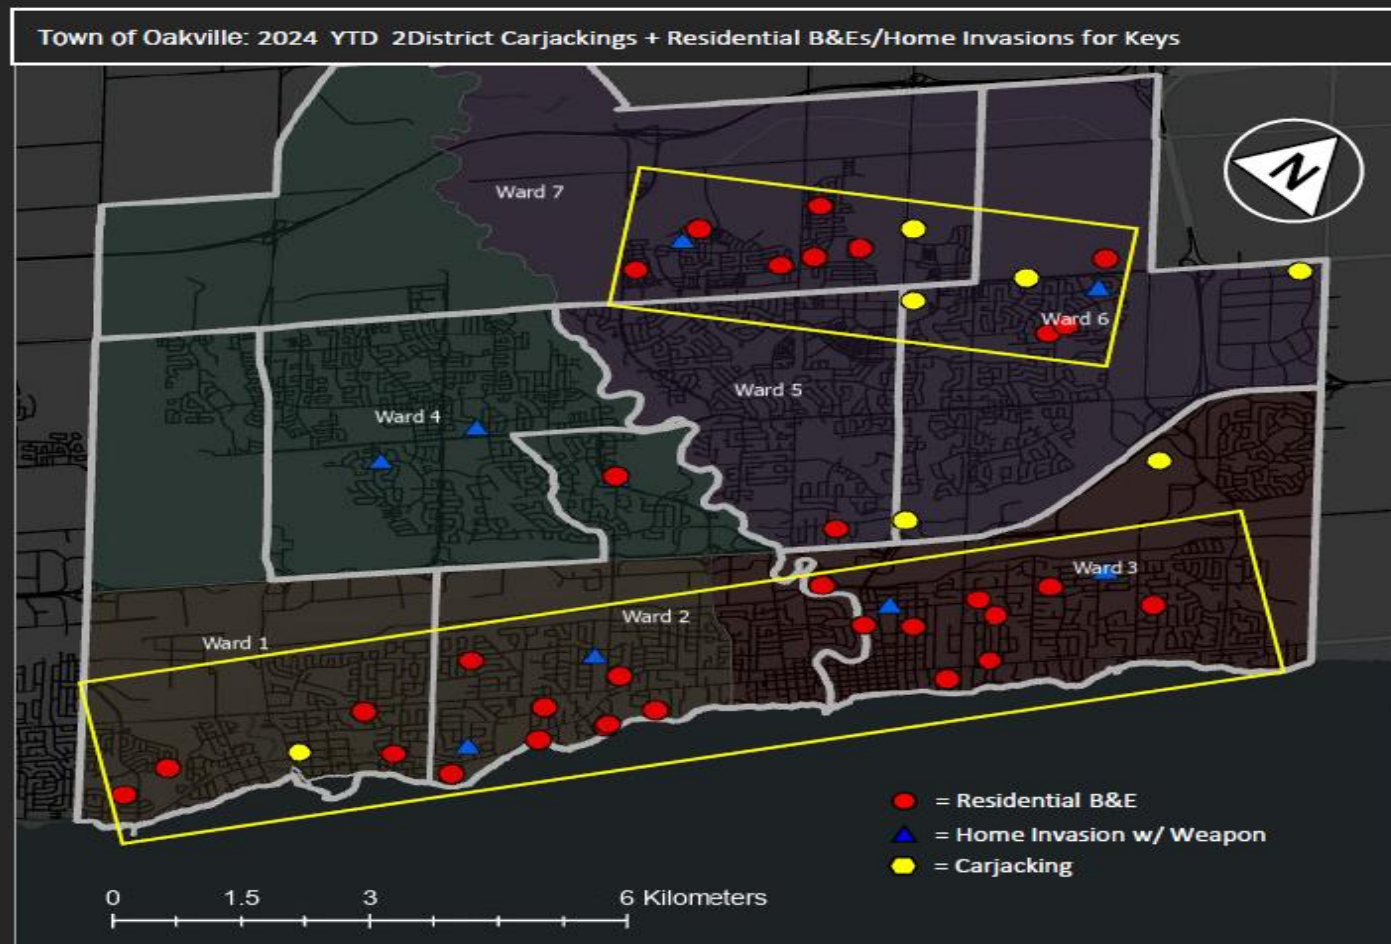 Town of Oakville: 2024 YTD 2District Carjackings + Residential B&Es/Home Invasions for Keys
N
Ward 7
Ward 6
Ward 5
Ward 4
Ward 3
Ward 2
Ward 1
= Residential B&E
= Home Invasion w/ Weapon
= Carjacking
0 1.5 3 6 Kilometers